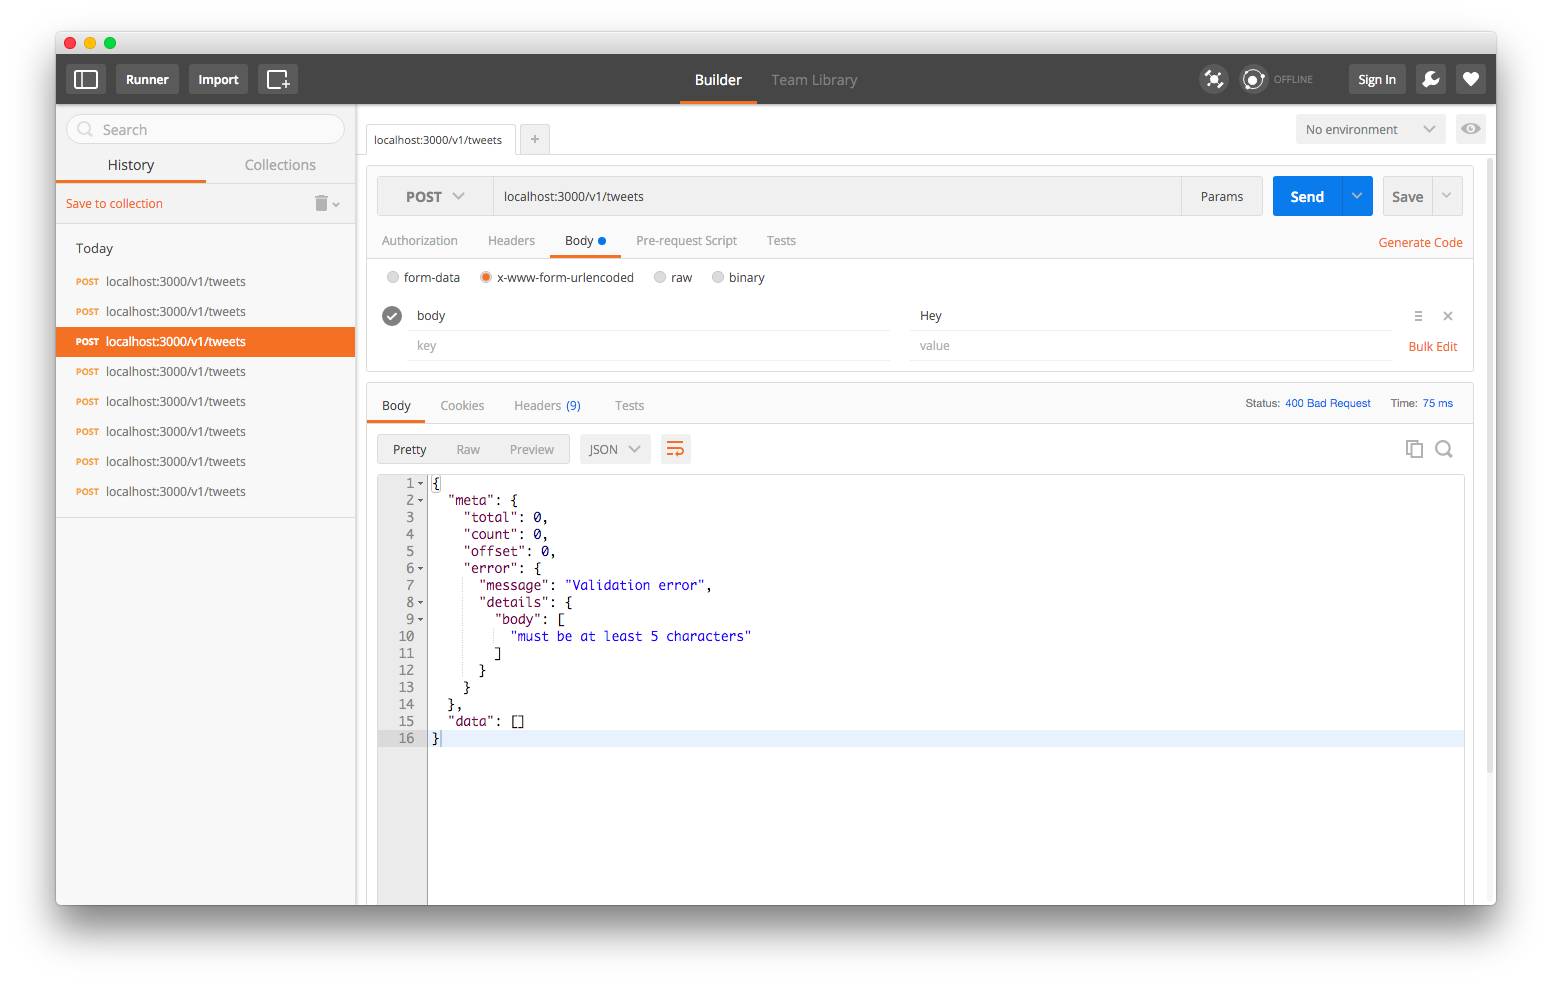 Runner Import Builder Team Library OFFLINE Sign In
Search
History Collections
Save to collection
Today
POST localhost:3000/v1/tweets
POST localhost:3000/v1/tweets
POST localhost:3000/v1/tweets
POST localhost:3000/v1/tweets
POST localhost:3000/v1/tweets
POST localhost:3000/v1/tweets
POST localhost:3000/v1/tweets
POST localhost:3000/v1/tweets
localhost:3000/v1/tweets + No environment
POST localhost:3000/v1/tweets Params Send Save
Authorization Headers Body Pre-request Script Tests Generate Code
form-data x-www-form-urlencoded raw binary
body Hey
key value Bulk Edit
Body Cookies Headers (9) Tests Status: 400 Bad Request Time: 75 ms
Pretty Raw Preview JSON
1 {
2 "meta": {
3 "total": 0,
4 "count": 0,
5 "offset": 0,
6 "error": {
7 "message": "Validation error",
8 "details": {
9 "body": [
10 "must be at least 5 characters"
11 ]
12 }
13 }
14 },
15 "data": []
16 }